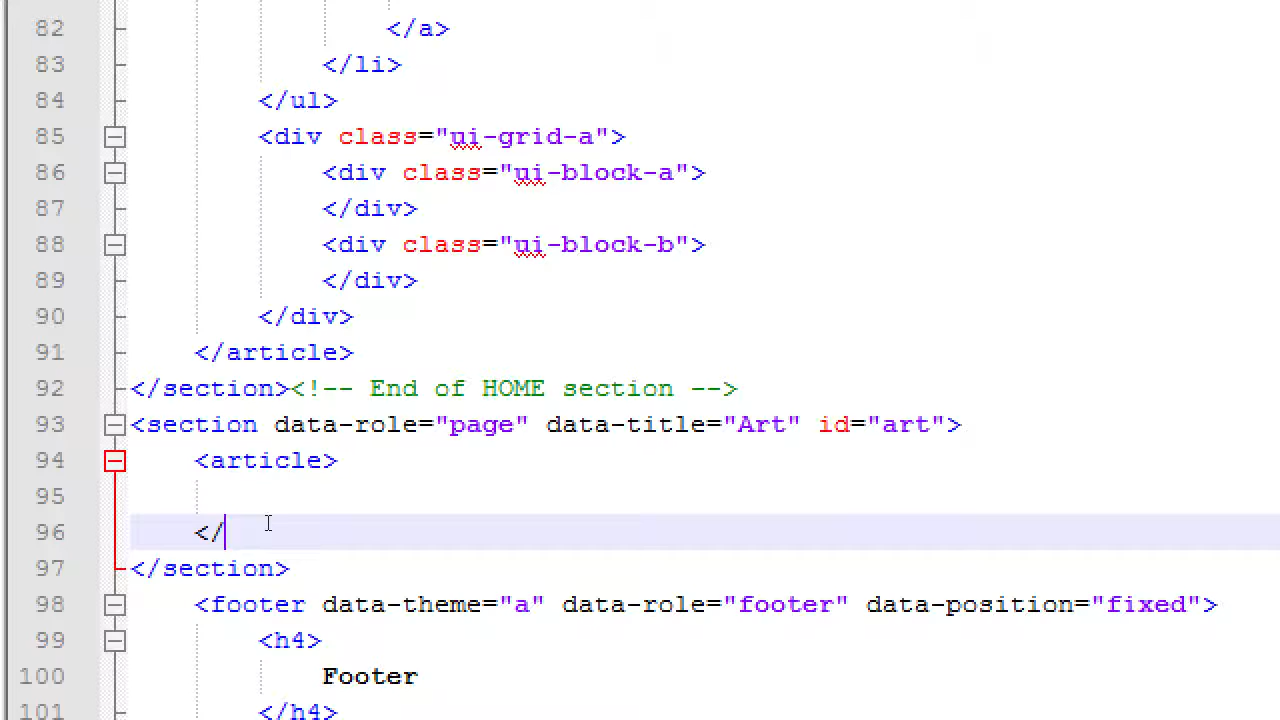 82 </a>
83 </li>
84 </ul>
85 <div class="ui-grid-a">
86 <div class="ui-block-a">
87 </div>
88 <div class="ui-block-b">
89 </div>
90 </div>
91 </article>
92 </section><!-- End of HOME section -->
93 <section data-role="page" data-title="Art" id="art">
94 <article>
95
96 </
97 </section>
98 <footer data-theme="a" data-role="footer" data-position="fixed">
99 <h4>
100 Footer
101 </h4>